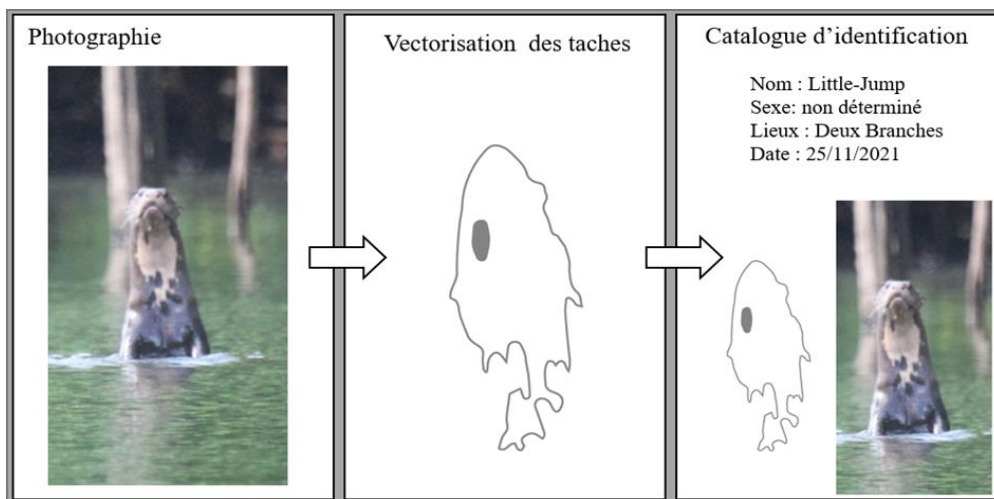 Photographie
Vectorisation des taches
Catalogue d'identification
Nom : Little-Jump
Sexe: non déterminé
Lieux : Deux Branches
Date : 25/11/2021